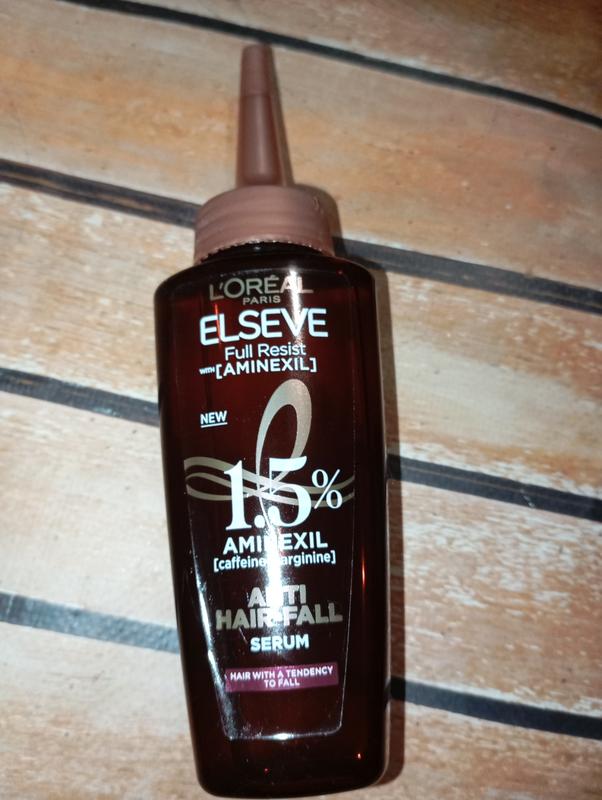 L'ORÉAL
PARIS
ELSEVE
Full Resist
WITH [AMINEXIL]
NEW
1.5%
AMINEXIL
[caffeine arginine]
ANTI
HAIR-FALL
SERUM
HAIR WITH A TENDENCY
TO FALL